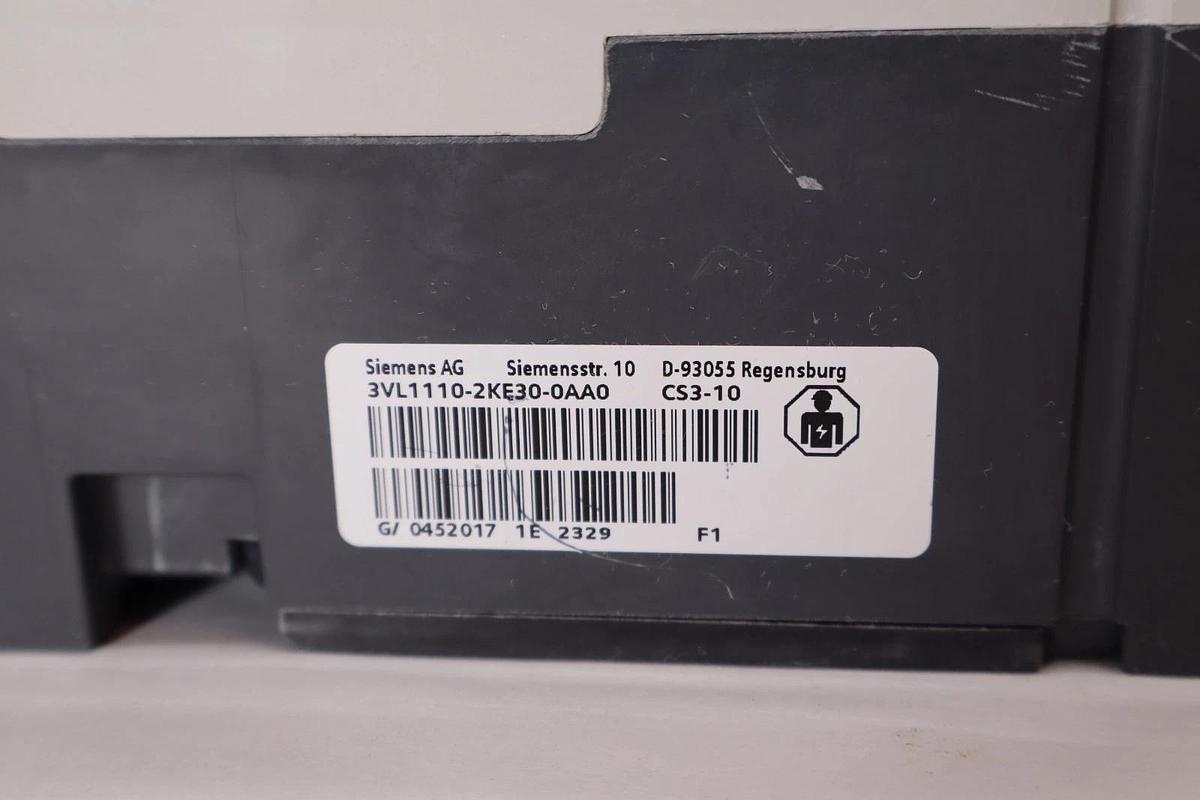 Siemens AG Siemensstr. 10 D-93055 Regensburg
3VL1110-2KE30-0AA0 CS3-10
G/ 0452017 1E 2329 F1